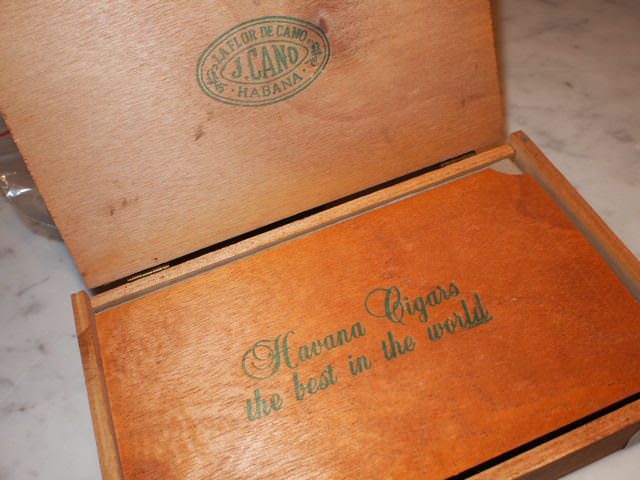 LA FLOR DE CANO
J. CANO
HABANA
Havana Cigars
the best in the world